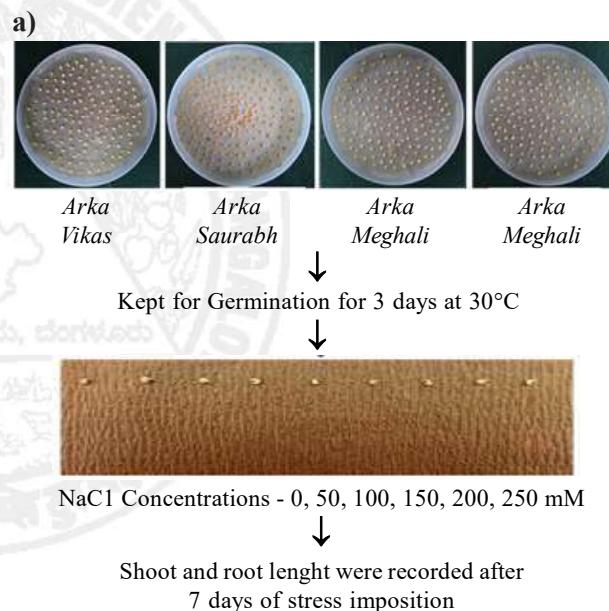 a)
Arka Vikas
Arka Saurabh
Arka Meghali
Arka Meghali
Kept for Germination for 3 days at 30°C
NaC1 Concentrations - 0, 50, 100, 150, 200, 250 mM
Shoot and root lenght were recorded after
7 days of stress imposition